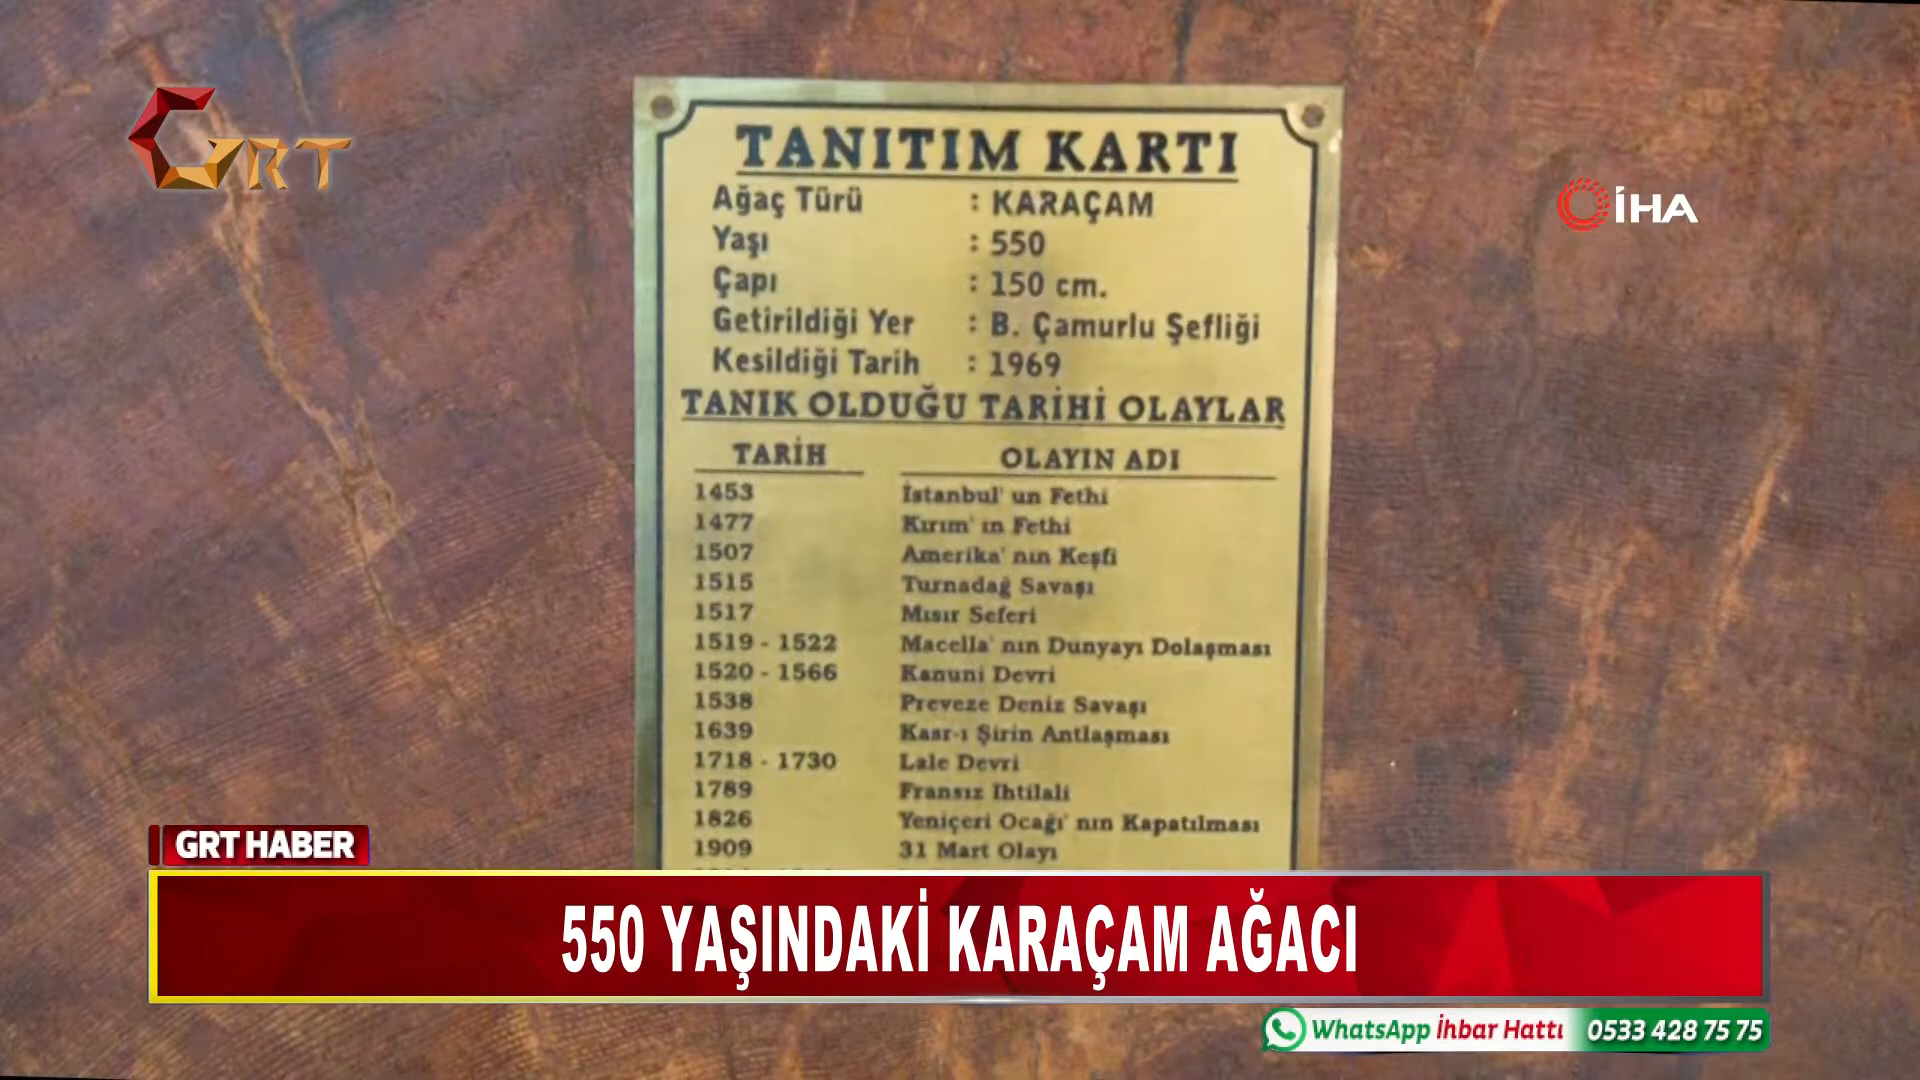 GRT
İHA
TANITIM KARTI
Ağaç Türü : KARAÇAM
Yaşı : 550
Çapı : 150 cm.
Getirildiği Yer : B. Çamurlu Şefliği
Kesildiği Tarih : 1969
TANIK OLDUĞU TARİHİ OLAYLAR
TARİH OLAYIN ADI
1453 İstanbul' un Fethi
1477 Kırım' ın Fethi
1507 Amerika' nın Keşfi
1515 Turnadağ Savaşı
1517 Mısır Seferi
1519 - 1522 Macella' nın Dunyayı Dolaşması
1520 - 1566 Kanuni Devri
1538 Preveze Deniz Savaşı
1639 Kasr-ı Şirin Antlaşması
1718 - 1730 Lale Devri
1789 Fransız Ihtilali
1826 Yeniçeri Ocağı' nın Kapatılması
1909 31 Mart Olayı
GRT HABER
550 YAŞINDAKİ KARAÇAM AĞACI
WhatsApp İhbar Hattı 0533 428 75 75